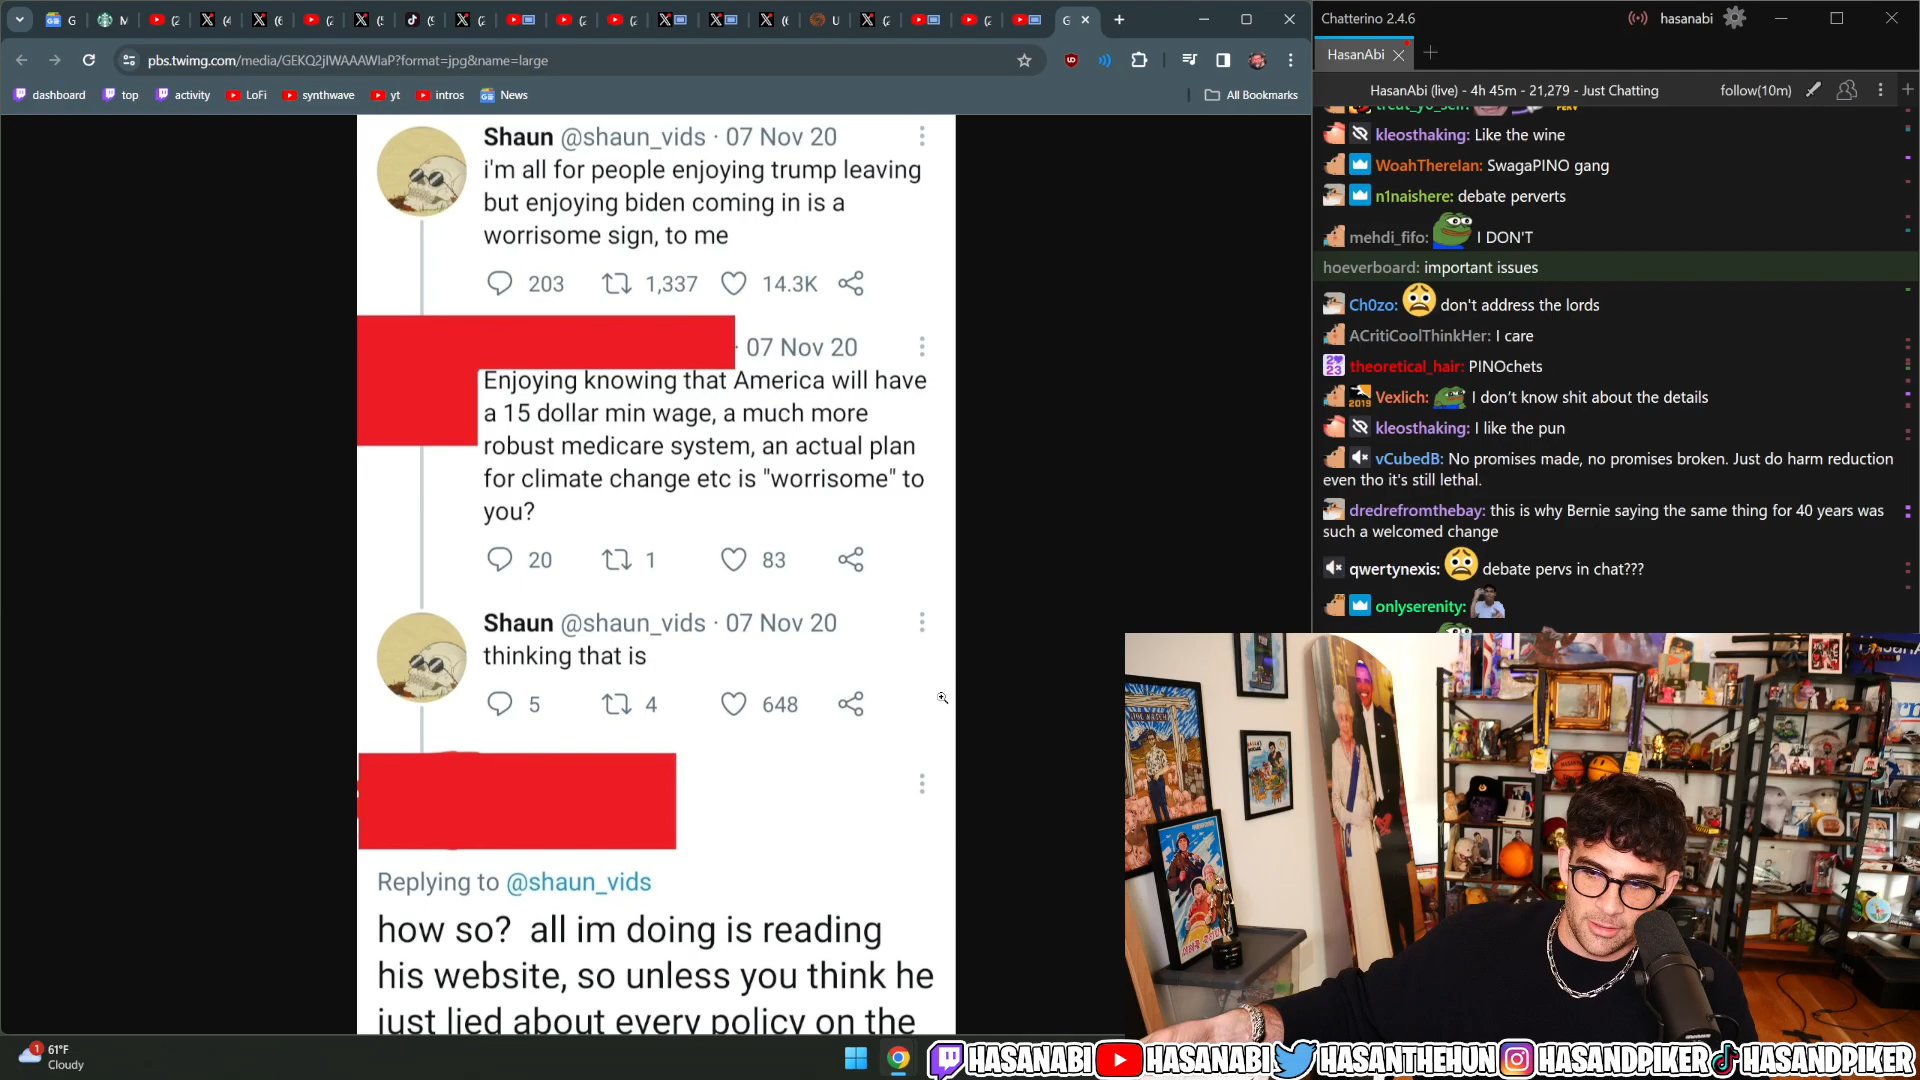 pbs.twimg.com/media/GEKQ2jlWAAAWlaP?format=jpg&name=large
dashboard
top
activity
LoFi
synthwave
yt
intros
News
All Bookmarks
Shaun @shaun_vids · 07 Nov 20
i'm all for people enjoying trump leaving
but enjoying biden coming in is a
worrisome sign, to me
203 1,337 14.3K
· 07 Nov 20
Enjoying knowing that America will have
a 15 dollar min wage, a much more
robust medicare system, an actual plan
for climate change etc is "worrisome" to
you?
20 1 83
Shaun @shaun_vids · 07 Nov 20
thinking that is
5 4 648
Replying to @shaun_vids
how so? all im doing is reading
his website, so unless you think he
just lied about every policy on the
Chatterino 2.4.6
hasanabi
HasanAbi
HasanAbi (live) - 4h 45m - 21,279 - Just Chatting
follow(10m)
treat_yo_self:
kleosthaking: Like the wine
WoahThereIan: SwagaPINO gang
n1naishere: debate perverts
mehdi_fifo: I DON'T
hoeverboard: important issues
Ch0zo: don't address the lords
ACritiCoolThinkHer: I care
theoretical_hair: PINOchets
Vexlich: I don't know shit about the details
kleosthaking: I like the pun
vCubedB: No promises made, no promises broken. Just do harm reduction
even tho it's still lethal.
dredrefromthebay: this is why Bernie saying the same thing for 40 years was
such a welcomed change
qwertynexis: debate pervs in chat???
onlyserenity:
1
61°F
Cloudy
HASANABI
HASANABI
HASANTHEHUN
HASANDPIKER
HASANDPIKER